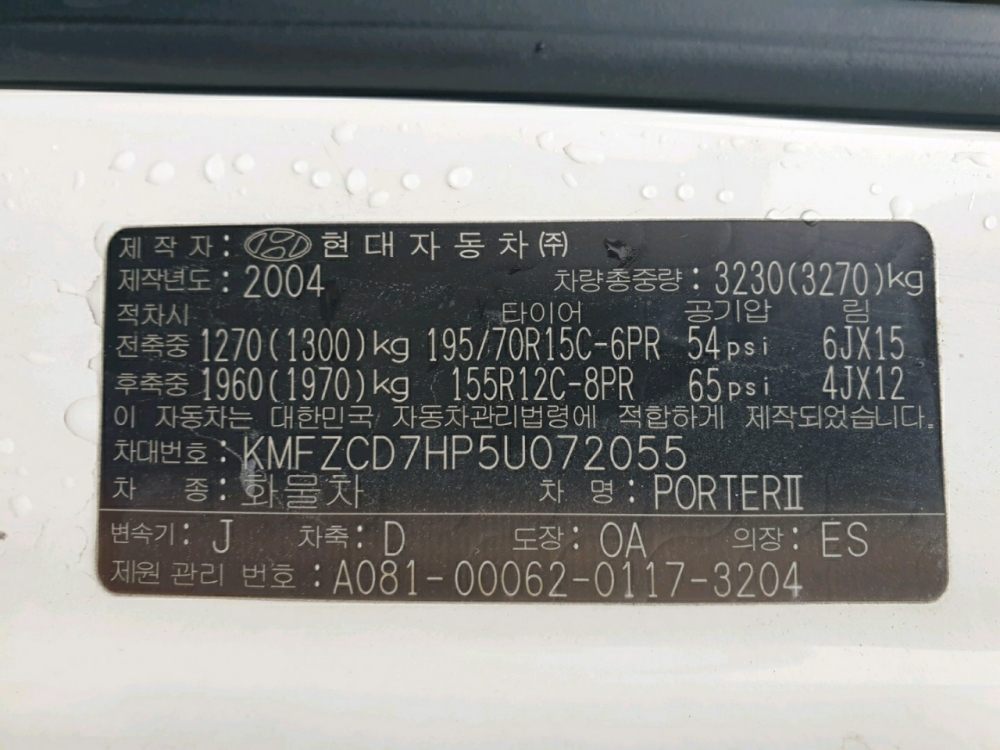 제 작 자 : HD 현대자동차㈜
제작년도 : 2004 차량총중량 : 3230(3270)kg
적차시 타이어 공기압 림
전축중 1270(1300)kg 195/70R15C-6PR 54psi 6JX15
후축중 1960(1970)kg 155R12C-8PR 65psi 4JX12
이 자동차는 대한민국 자동차관리법령에 적합하게 제작되었습니다.
차대번호 : KMFZCD7HP5U072055
차 종 : 화물차 차 명 : PORTERⅡ
변속기 : J 차축 : D 도장 : OA 의장 : ES
제원 관리 번호 : A081-00062-0117-3204